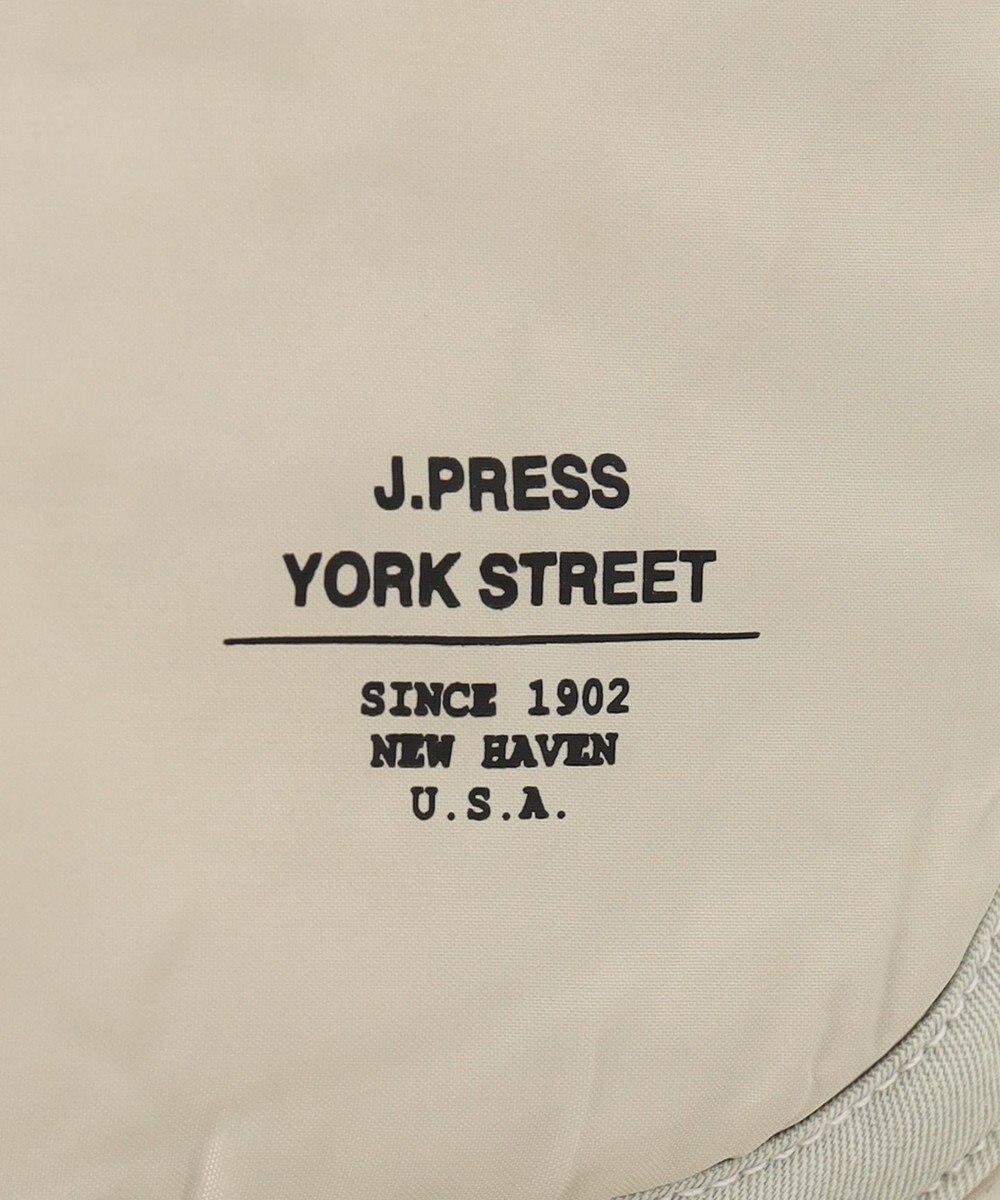 J.PRESS
YORK STREET
SINCE 1902
NEW HAVEN
U.S.A.